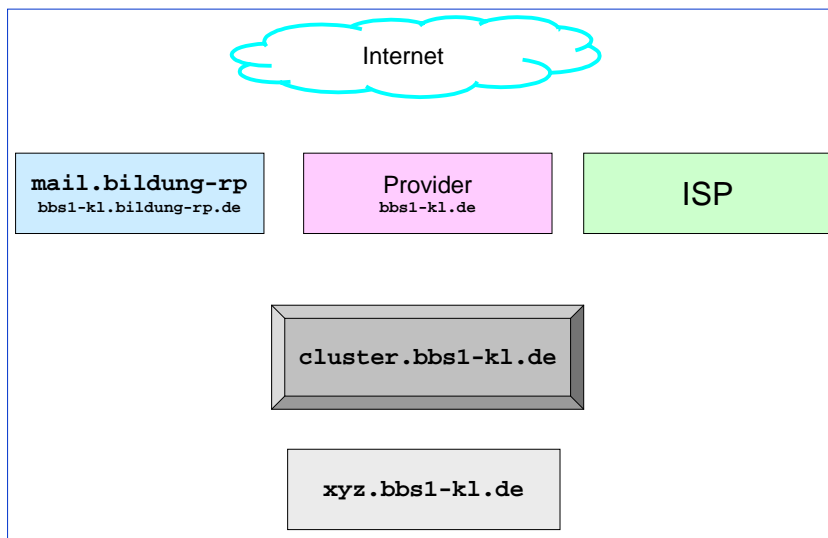 Internet
mail.bildung-rp
bbs1-kl.bildung-rp.de
Provider
bbs1-kl.de
ISP
cluster.bbs1-kl.de
xyz.bbs1-kl.de